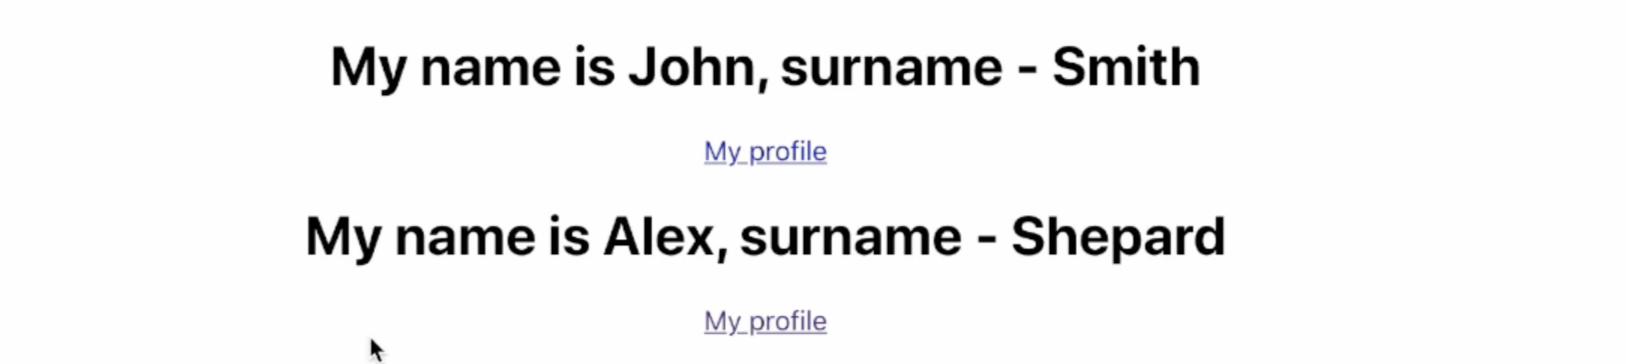 My name is John, surname - Smith
My profile
My name is Alex, surname - Shepard
My profile